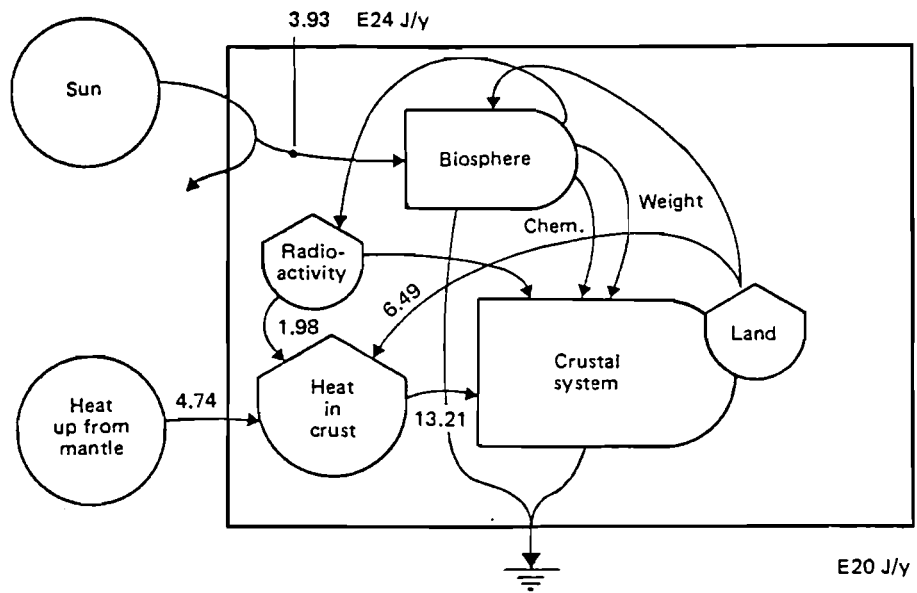 3.93 E24 J/y
Sun
Biosphere
Weight
Chem.
Radio-
activity
6.49
1.98
Land
Crustal
system
Heat
in
crust
4.74
13.21
Heat
up from
mantle
E20 J/y